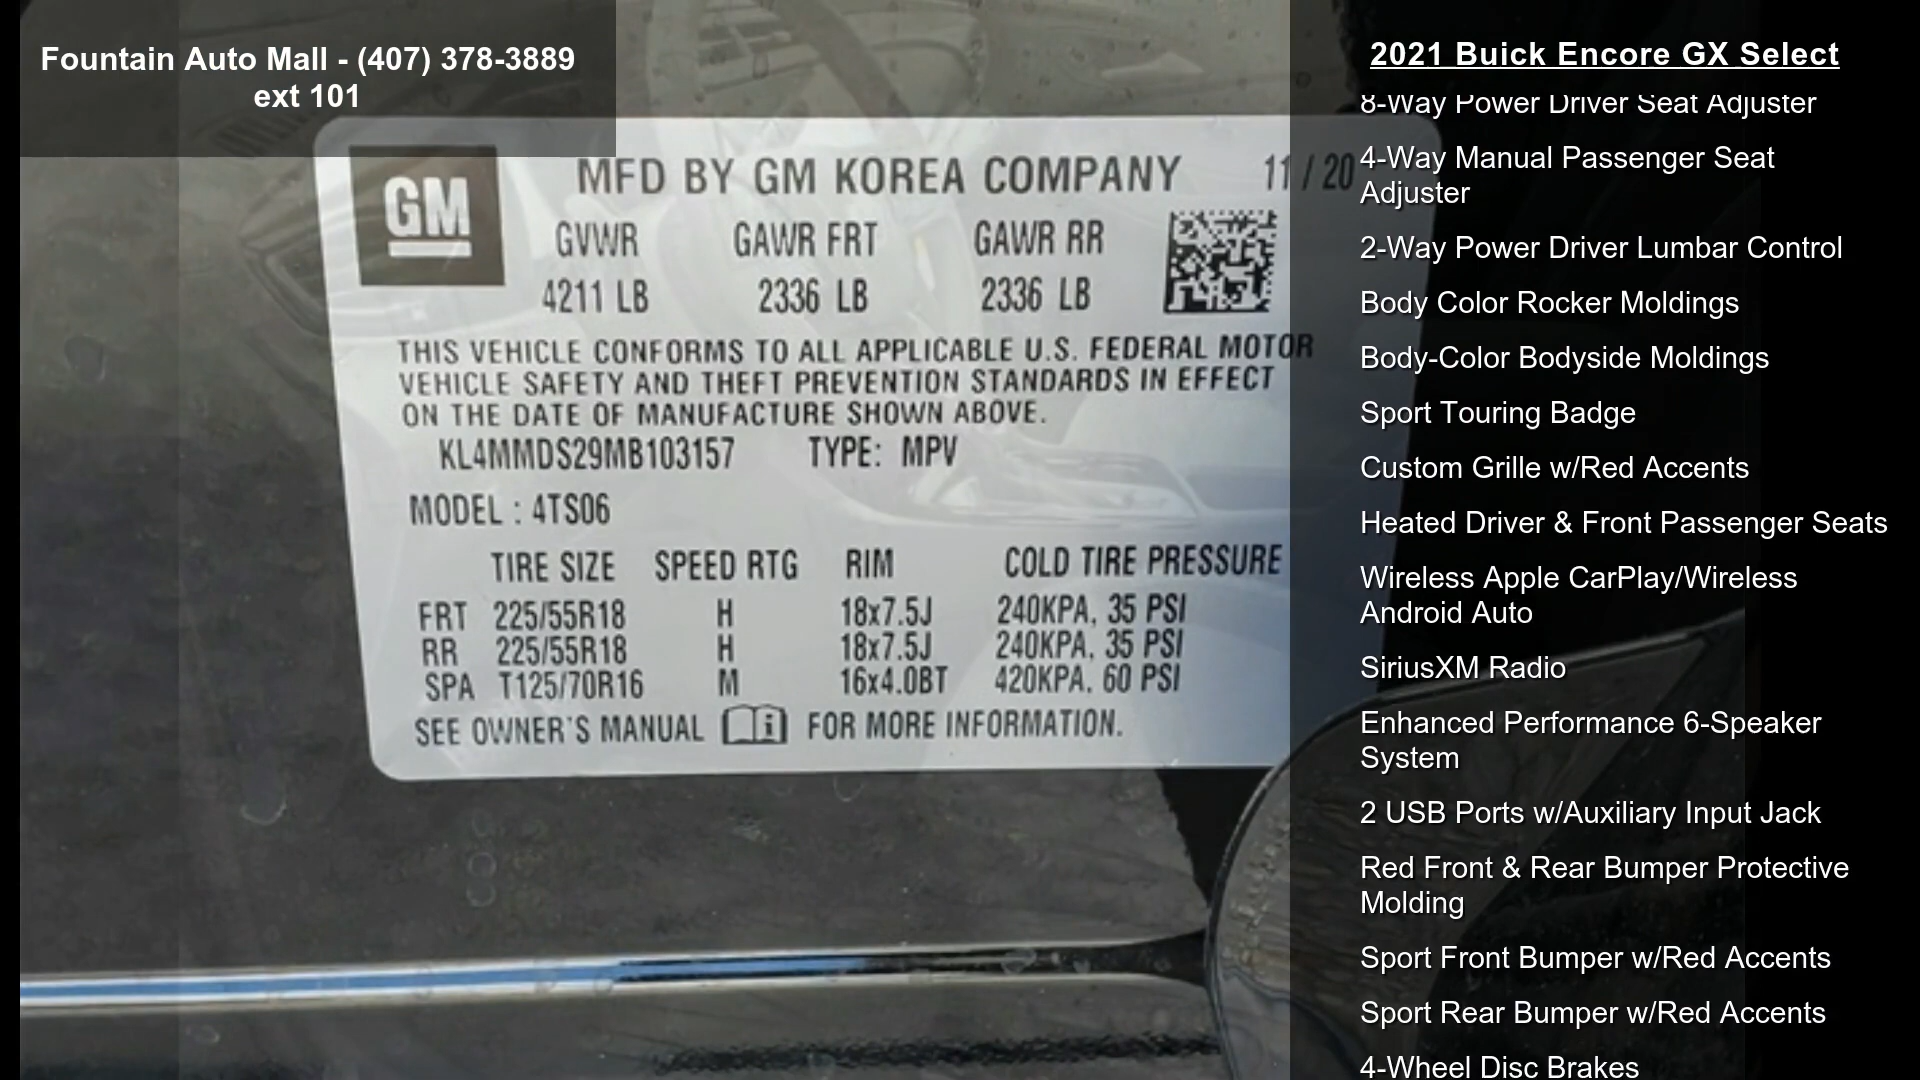 Fountain Auto Mall - (407) 378-3889
ext 101
GM
MFD BY GM KOREA COMPANY 11 / 20
GVWR GAWR FRT GAWR RR
4211 LB 2336 LB 2336 LB
THIS VEHICLE CONFORMS TO ALL APPLICABLE U.S. FEDERAL MOTOR
VEHICLE SAFETY AND THEFT PREVENTION STANDARDS IN EFFECT
ON THE DATE OF MANUFACTURE SHOWN ABOVE.
KL4MMDS29MB103157 TYPE: MPV
MODEL : 4TS06
TIRE SIZE SPEED RTG RIM COLD TIRE PRESSURE
FRT 225/55R18 H 18x7.5J 240KPA, 35 PSI
RR 225/55R18 H 18x7.5J 240KPA, 35 PSI
SPA T125/70R16 M 16x4.0BT 420KPA, 60 PSI
SEE OWNER'S MANUAL FOR MORE INFORMATION.
2021 Buick Encore GX Select
8-Way Power Driver Seat Adjuster
4-Way Manual Passenger Seat
Adjuster
2-Way Power Driver Lumbar Control
Body Color Rocker Moldings
Body-Color Bodyside Moldings
Sport Touring Badge
Custom Grille w/Red Accents
Heated Driver & Front Passenger Seats
Wireless Apple CarPlay/Wireless
Android Auto
SiriusXM Radio
Enhanced Performance 6-Speaker
System
2 USB Ports w/Auxiliary Input Jack
Red Front & Rear Bumper Protective
Molding
Sport Front Bumper w/Red Accents
Sport Rear Bumper w/Red Accents
4-Wheel Disc Brakes